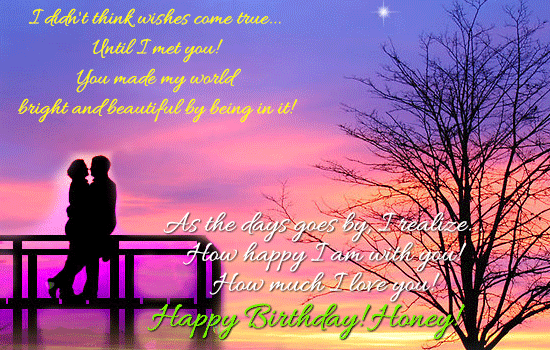 I didn't think wishes come true...
Until I met you!
You made my world
bright and beautiful by being in it!
As the days goes by, I realize
How happy I am with you!
How much I love you!
Happy Birthday! Honey!